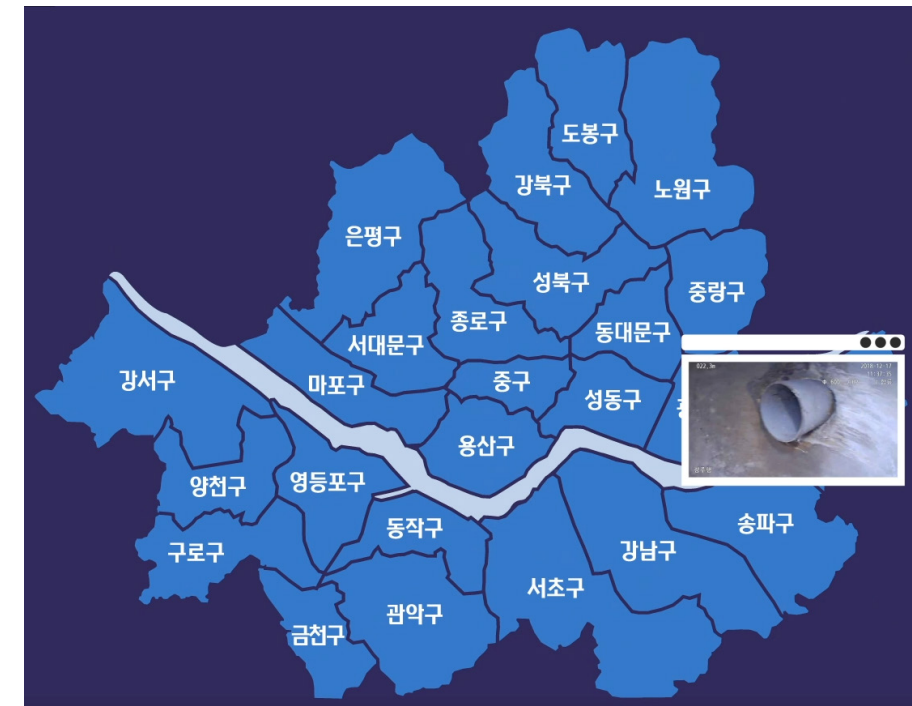 도봉구
강북구
노원구
은평구
성북구
중랑구
종로구
동대문구
서대문구
강서구
마포구
중구
성동구
용산구
양천구
영등포구
송파구
동작구
구로구
강남구
서초구
관악구
금천구
2018-12-17